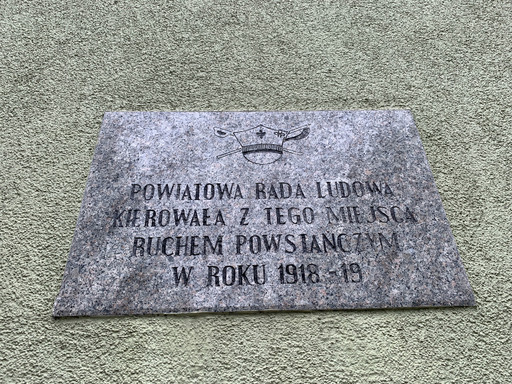 POWIATOWA RADA LUDOWA
KIEROWAŁA Z TEGO MIEJSCA
RUCHEM POWSTAŃCZYM
W ROKU 1918-19